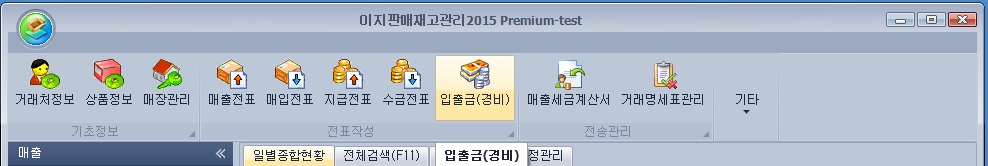 이지판매재고관리2015 Premium-test
거래처정보 상품정보 매장관리 매출전표 매입전표 지급전표 수금전표 입출금(경비) 매출세금계산서 거래명세표관리 기타
기초정보 전표작성 전송관리
매출 일별종합현황 전체검색(F11) 입출금(경비) 정관리